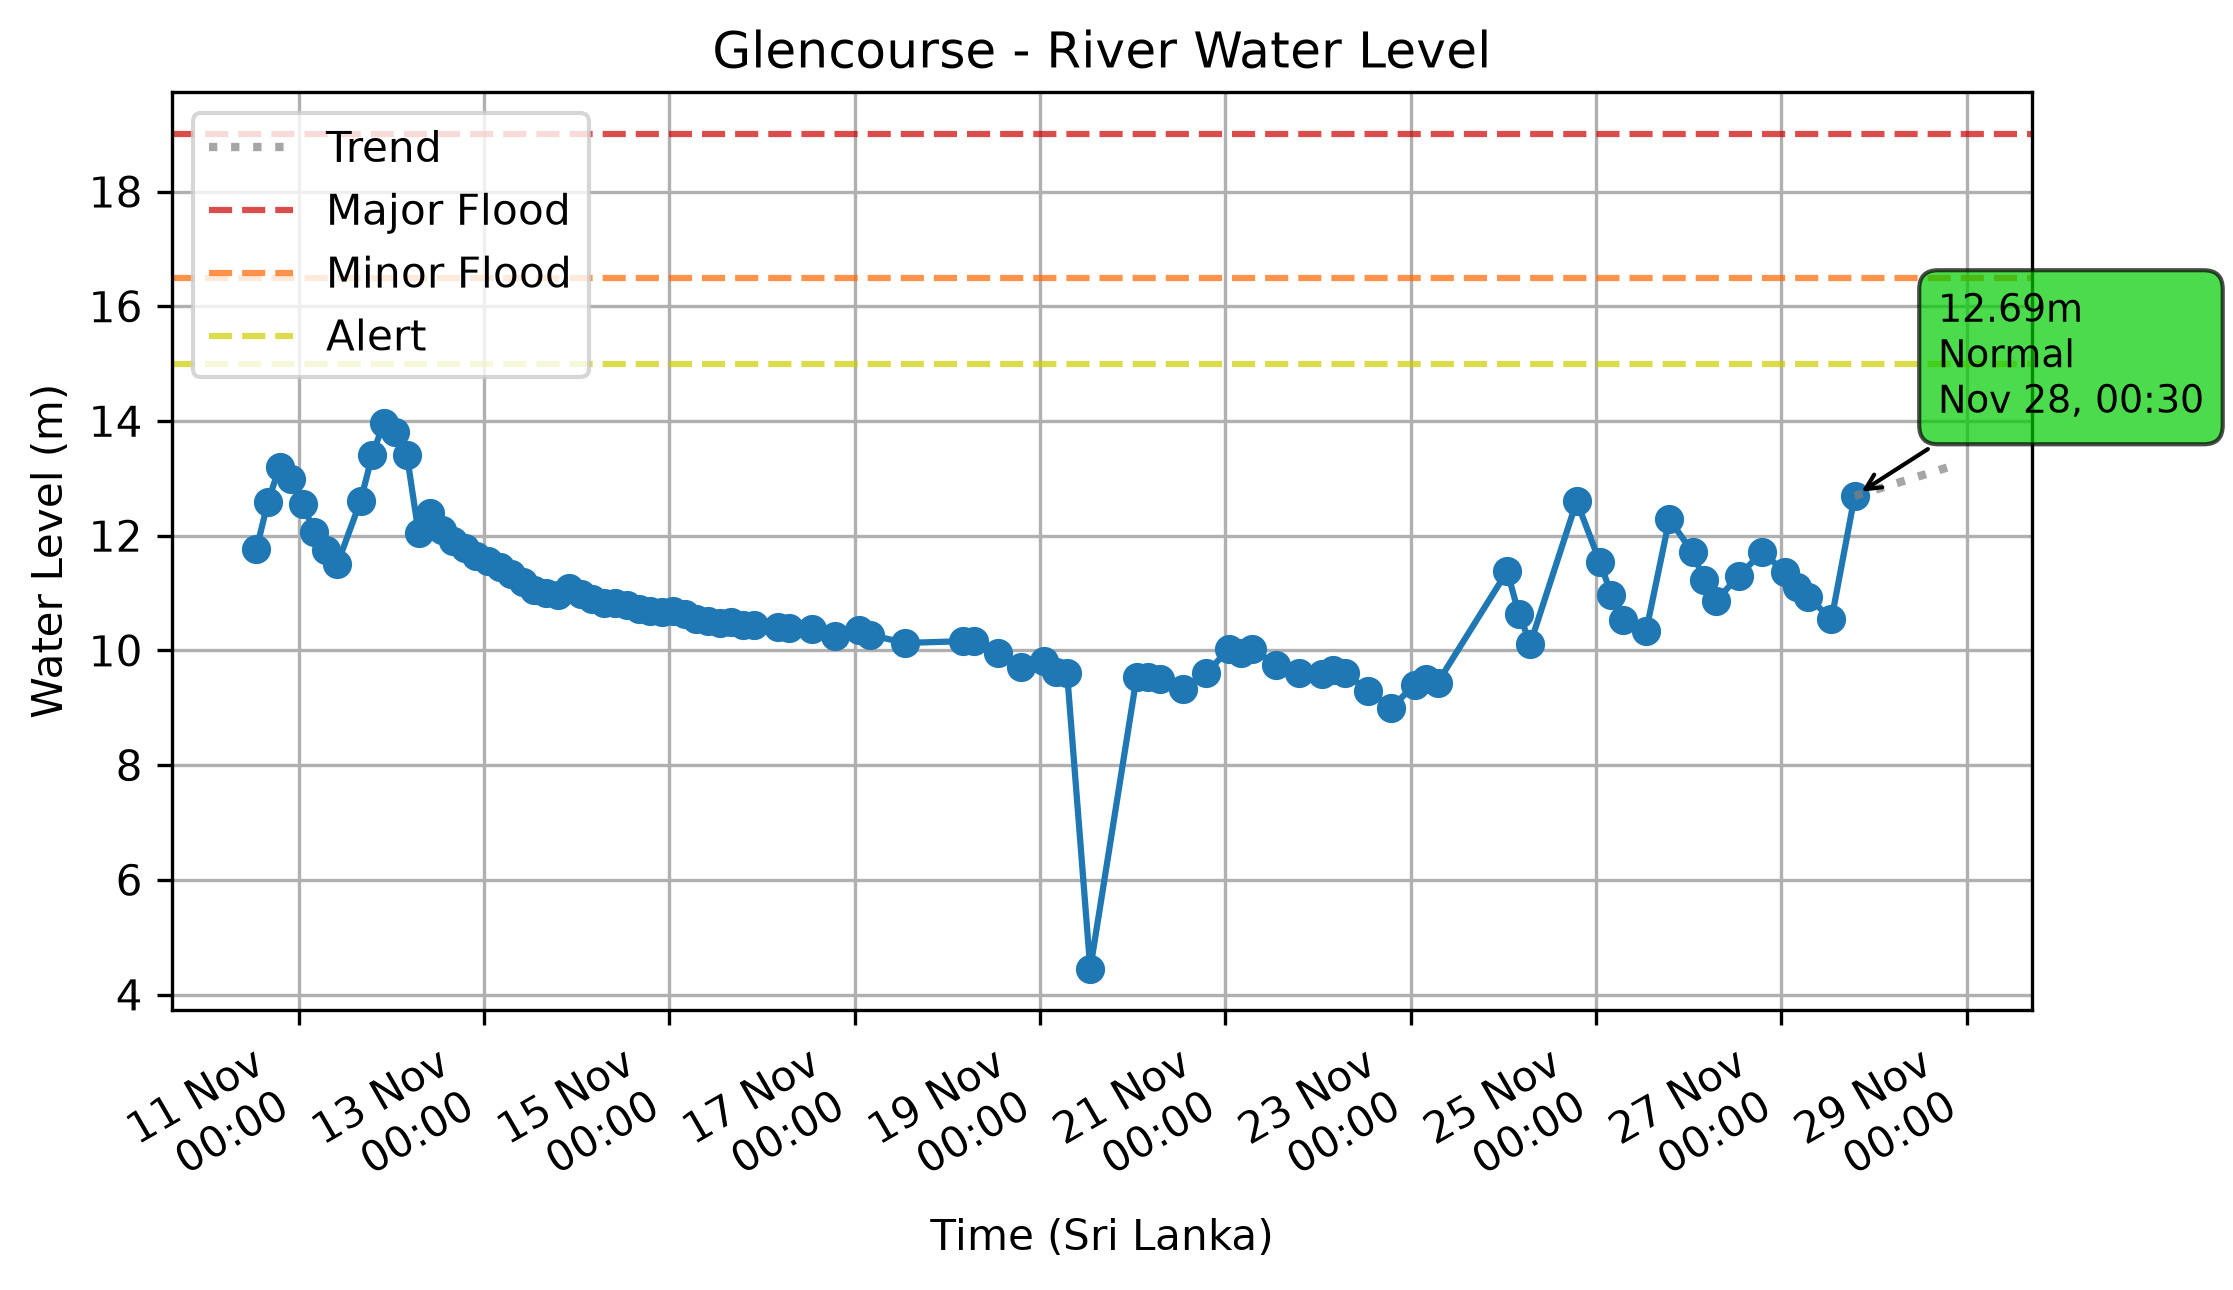 Glencourse - River Water Level
Trend
Major Flood
Minor Flood
Alert
12.69m
Normal
Nov 28, 00:30
Water Level (m)
18
16
14
12
10
8
6
4
11 Nov
00:00
13 Nov
00:00
15 Nov
00:00
17 Nov
00:00
19 Nov
00:00
21 Nov
00:00
23 Nov
00:00
25 Nov
00:00
27 Nov
00:00
29 Nov
00:00
Time (Sri Lanka)